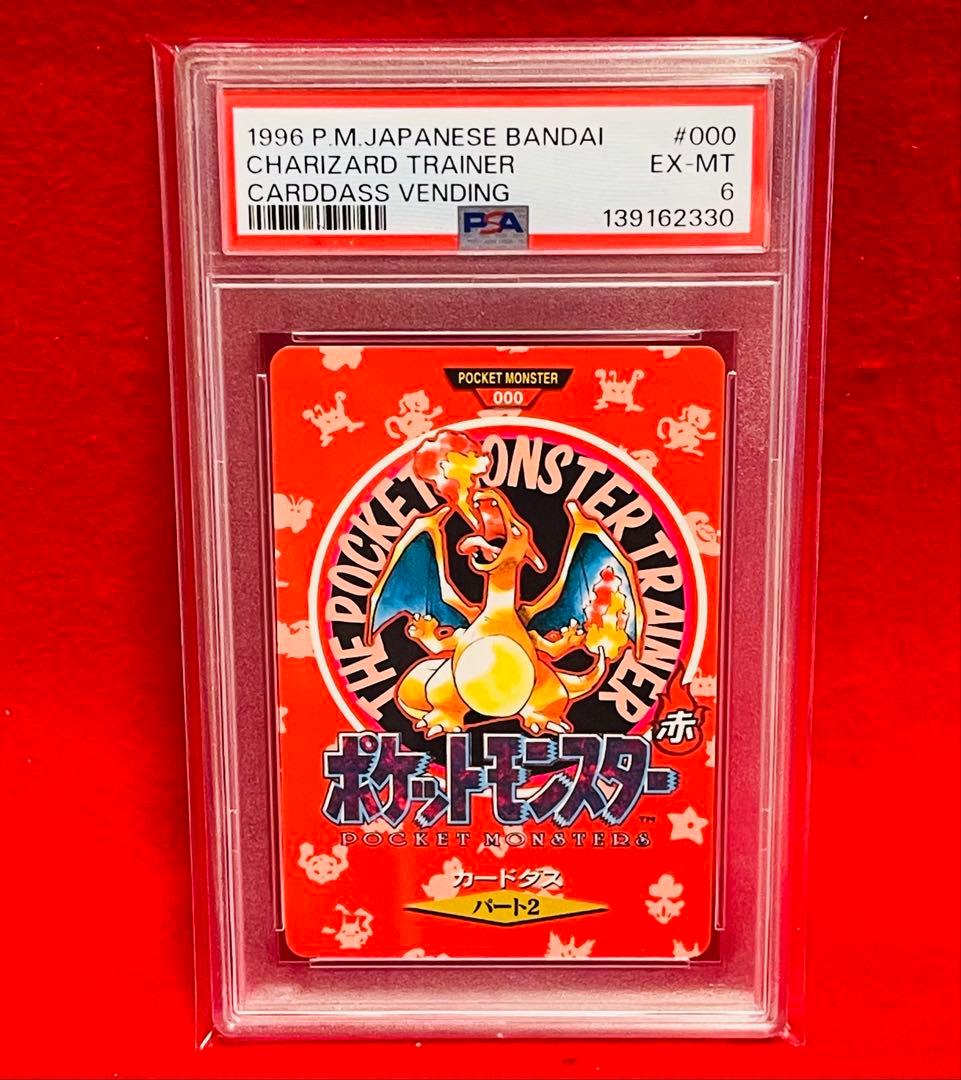 1996 P.M.JAPANESE BANDAI #000
CHARIZARD TRAINER EX-MT
CARDDASS VENDING 6
PSA 139162330
POCKET MONSTER
000
THE POCKET MONSTER TRAINER
赤
ポケットモンスター
TM
POCKET MONSTERS
カードダス
パート2